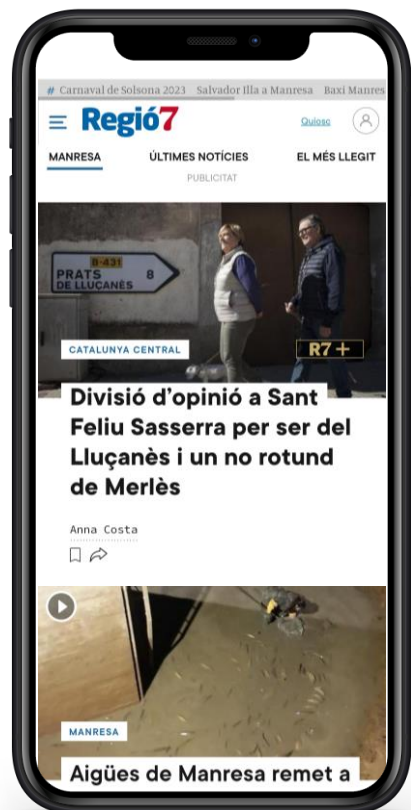 # Carnaval de Solsona 2023 Salvador Illa a Manresa Baxi Manres
Regió7
Quiosc
MANRESA ÚLTIMES NOTÍCIES EL MÉS LLEGIT
PUBLICITAT
B-431
PRATS 8
DE LLUÇANÈS
CATALUNYA CENTRAL
R7+
Divisió d'opinió a Sant
Feliu Sasserra per ser del
Lluçanès i un no rotund
de Merlès
Anna Costa
MANRESA
Aigües de Manresa remet a